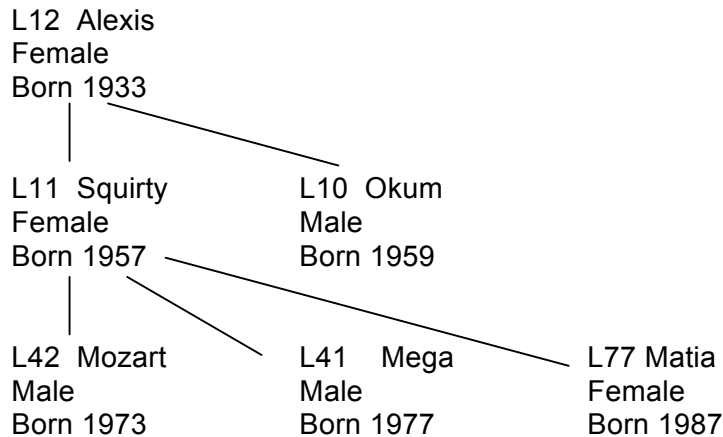 L12 Alexis
Female
Born 1933
L11 Squirty
Female
Born 1957
L10 Okum
Male
Born 1959
L42 Mozart
Male
Born 1973
L41 Mega
Male
Born 1977
L77 Matia
Female
Born 1987